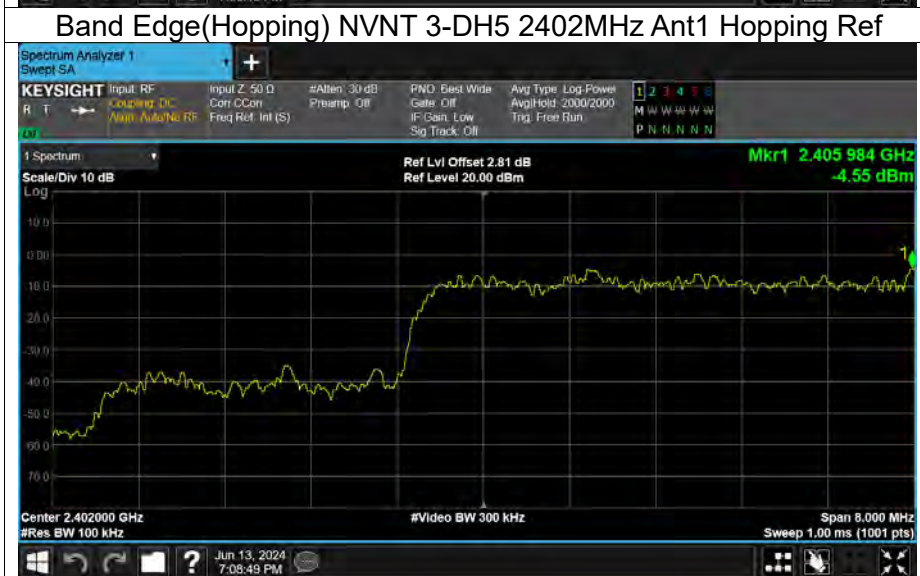 Band Edge(Hopping) NVNT 3-DH5 2402MHz Ant1 Hopping Ref
Spectrum Analyzer 1
Swept SA
+
KEYSIGHT Input: RF Input Z: 50 Ω #Atten: 30 dB PNO: Best Wide Avg Type: Log-Power 1 2 3 4 5 6
R T Coupling: DC Corr CCorr Preamp: Off Gate: Off Avg|Hold: 2000/2000 M W W W W W
Align: Auto/No RF Freq Ref: Int (S) IF Gain: Low Trig: Free Run
Sig Track: Off P N N N N N
1 Spectrum Ref Lvl Offset 2.81 dB Mkr1 2.405 984 GHz
Scale/Div 10 dB Ref Level 20.00 dBm -4.55 dBm
Log
10.0
0.00
1
-10.0
-20.0
-30.0
-40.0
-50.0
-60.0
-70.0
Center 2.402000 GHz #Video BW 300 kHz Span 8.000 MHz
#Res BW 100 kHz Sweep 1.00 ms (1001 pts)
? Jun 13, 2024
7:08:49 PM